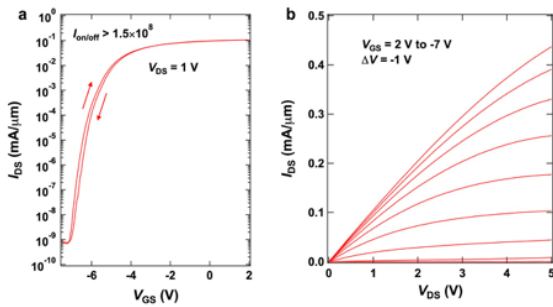 a
I_on/off > 1.5×10^8
V_DS = 1 V
10^0
10^-1
10^-2
10^-3
10^-4
10^-5
10^-6
10^-7
10^-8
10^-9
10^-10
I_DS (mA/μm)
-6 -4 -2 0 2
V_GS (V)
b
V_GS = 2 V to -7 V
ΔV = -1 V
0.5
0.4
0.3
0.2
0.1
0.0
I_DS (mA/μm)
0 1 2 3 4 5
V_DS (V)